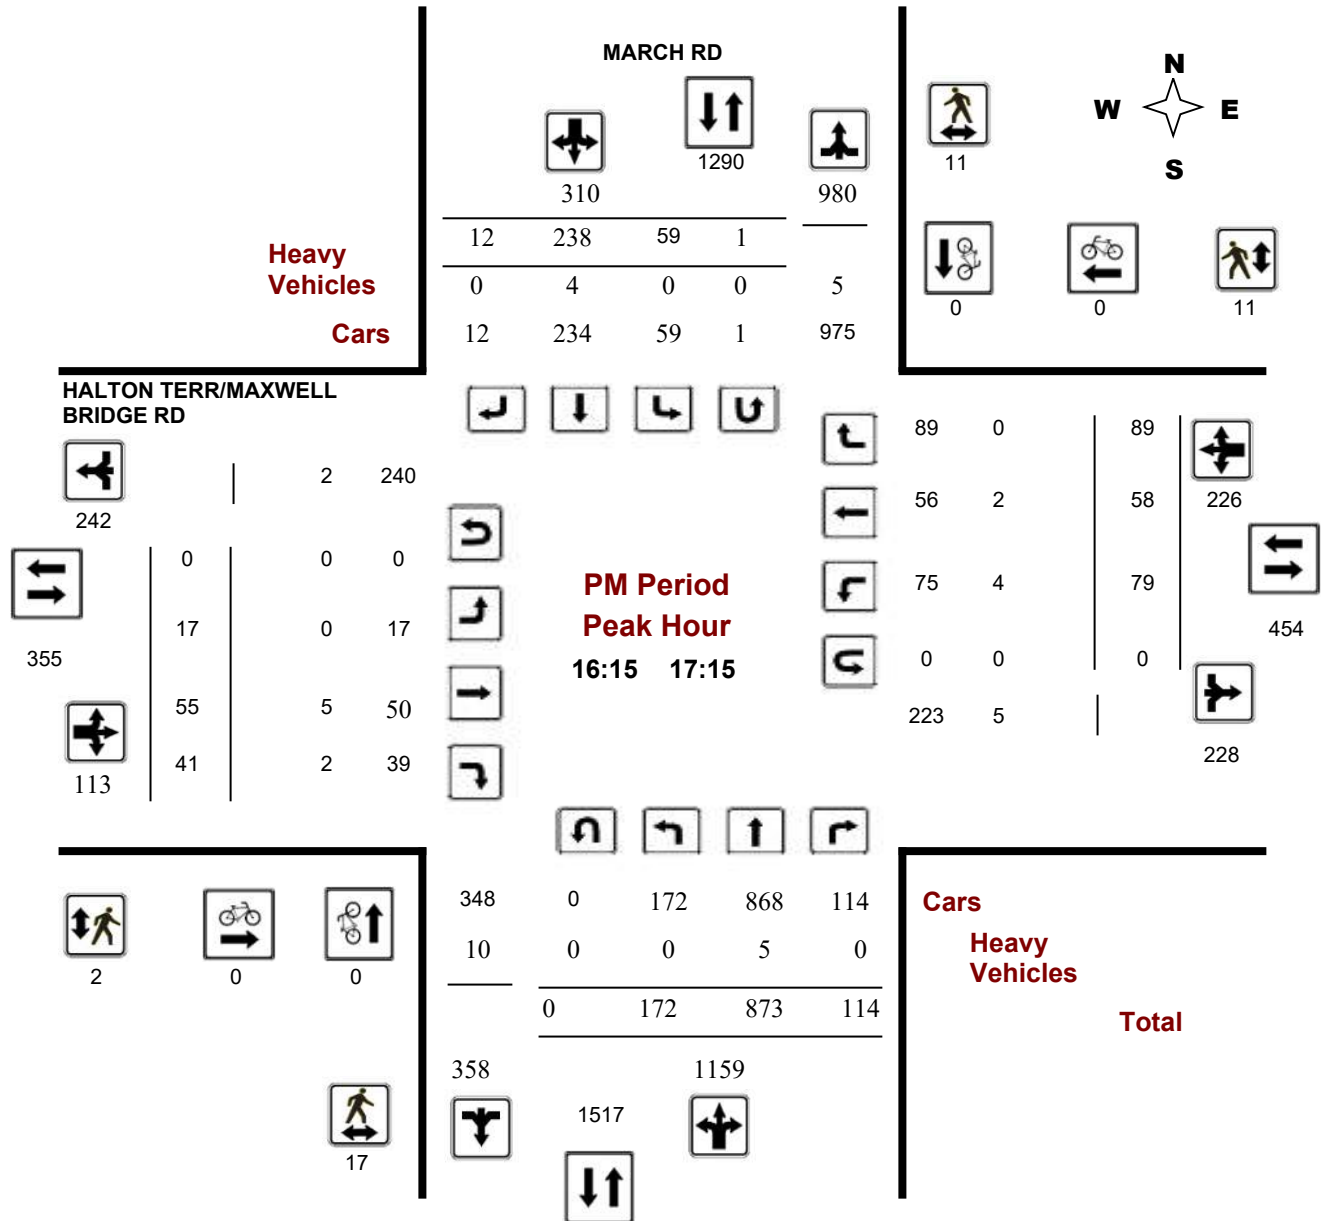 MARCH RD
N
W E
S
1290
11
310
980
12 238 59 1
Heavy
Vehicles
0 4 0 0 5
0 0 11
Cars
12 234 59 1 975
HALTON TERR/MAXWELL
BRIDGE RD
89 0 89
2 240
56 2 58 226
242
0 0 0
PM Period
75 4 79
17 0 17
Peak Hour
454
355
16:15 17:15
0 0 0
55 5 50
223 5
228
41 2 39
113
348 0 172 868 114
Cars
10 0 0 5 0
Heavy
Vehicles
2 0 0
0 172 873 114
Total
358 1159
1517
17